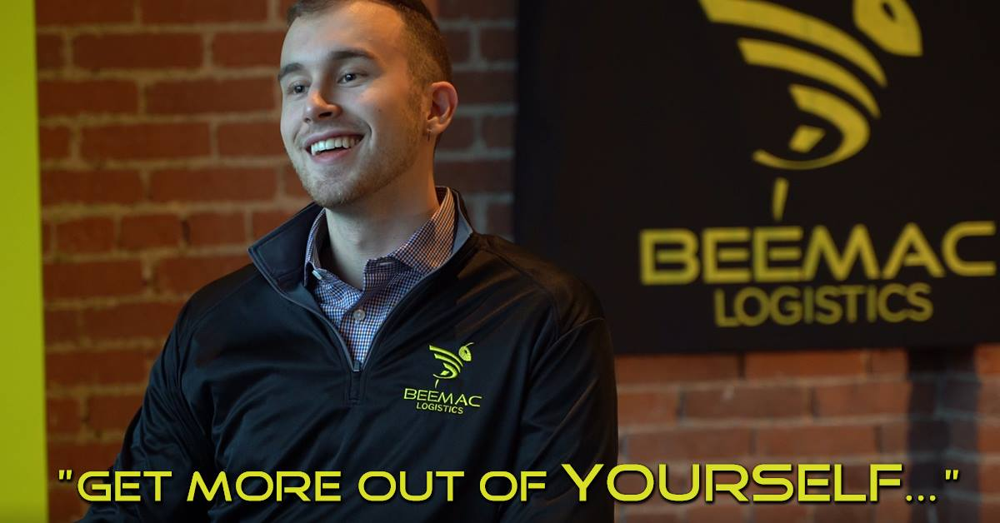 BEEMAC
LOGISTICS
BEEMAC
LOGISTICS
"GET MORE OUT OF YOURSELF..."